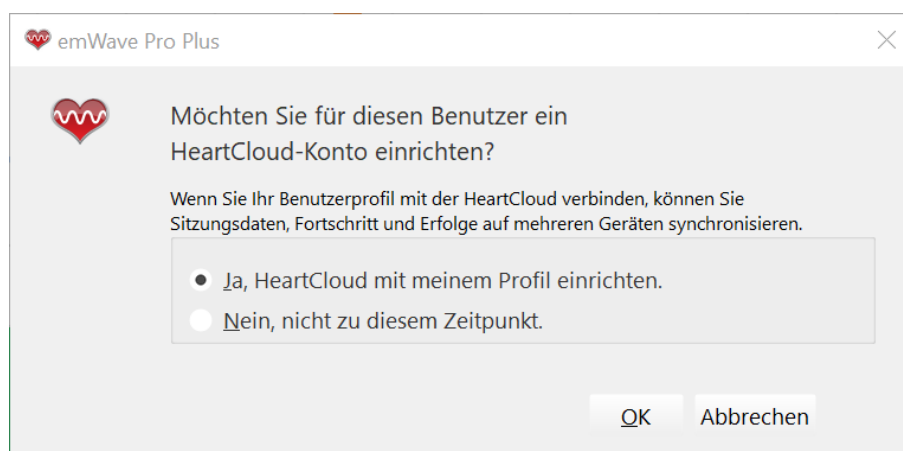 emWave Pro Plus
Möchten Sie für diesen Benutzer ein
HeartCloud-Konto einrichten?
Wenn Sie Ihr Benutzerprofil mit der HeartCloud verbinden, können Sie
Sitzungsdaten, Fortschritt und Erfolge auf mehreren Geräten synchronisieren.
Ja, HeartCloud mit meinem Profil einrichten.
Nein, nicht zu diesem Zeitpunkt.
OK Abbrechen